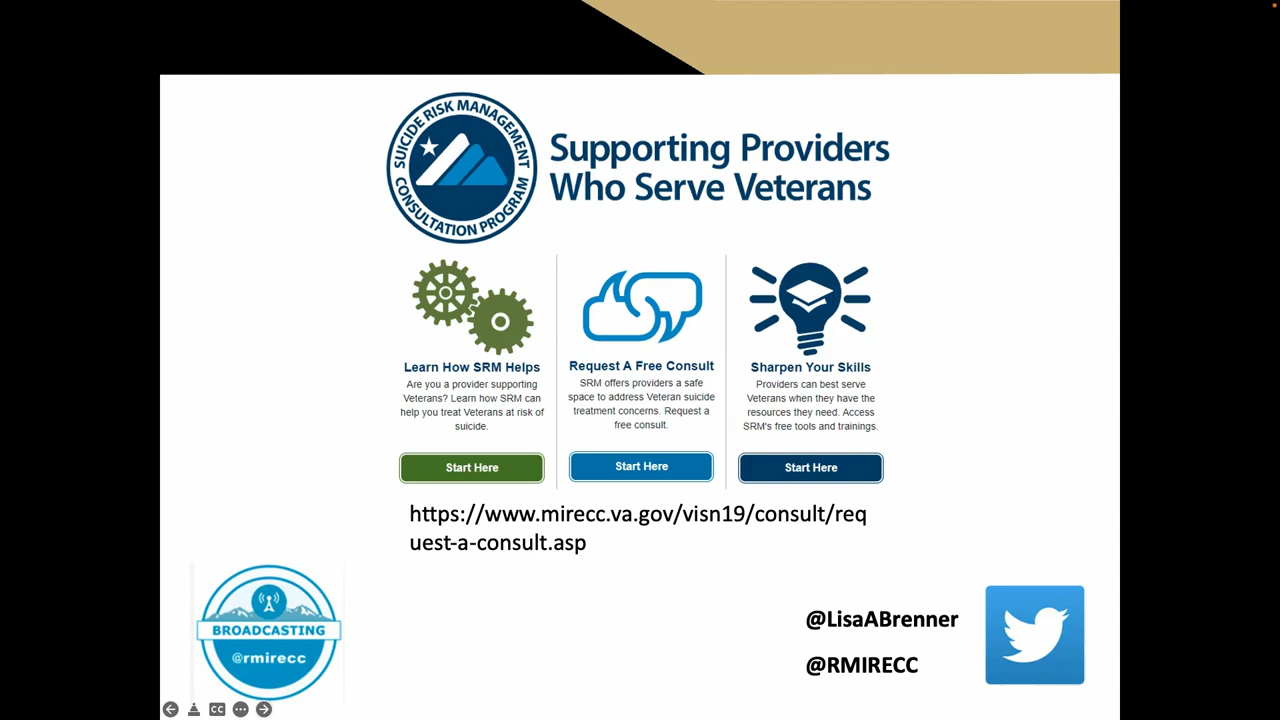 SUICIDE RISK MANAGEMENT
CONSULTATION PROGRAM
Supporting Providers
Who Serve Veterans
Learn How SRM Helps
Are you a provider supporting
Veterans? Learn how SRM can
help you treat Veterans at risk of
suicide.
Start Here
Request A Free Consult
SRM offers providers a safe
space to address Veteran suicide
treatment concerns. Request a
free consult.
Start Here
Sharpen Your Skills
Providers can best serve
Veterans when they have the
resources they need. Access
SRM's free tools and trainings.
Start Here
https://www.mirecc.va.gov/visn19/consult/req
uest-a-consult.asp
BROADCASTING
@rmirecc
@LisaABrenner
@RMIRECC
CC